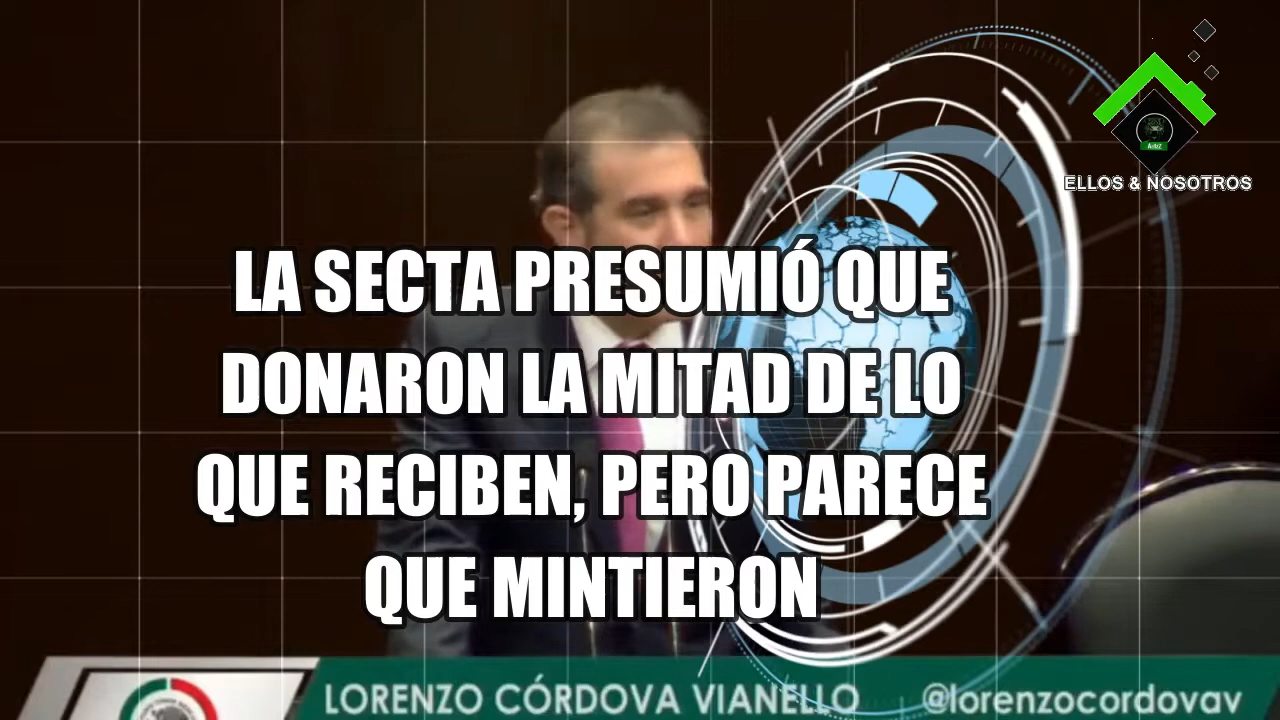 ELLOS & NOSOTROS
LA SECTA PRESUMIÓ QUE
DONARON LA MITAD DE LO
QUE RECIBEN, PERO PARECE
QUE MINTIERON
LORENZO CÓRDOVA VIANELLO @lorenzocordovav